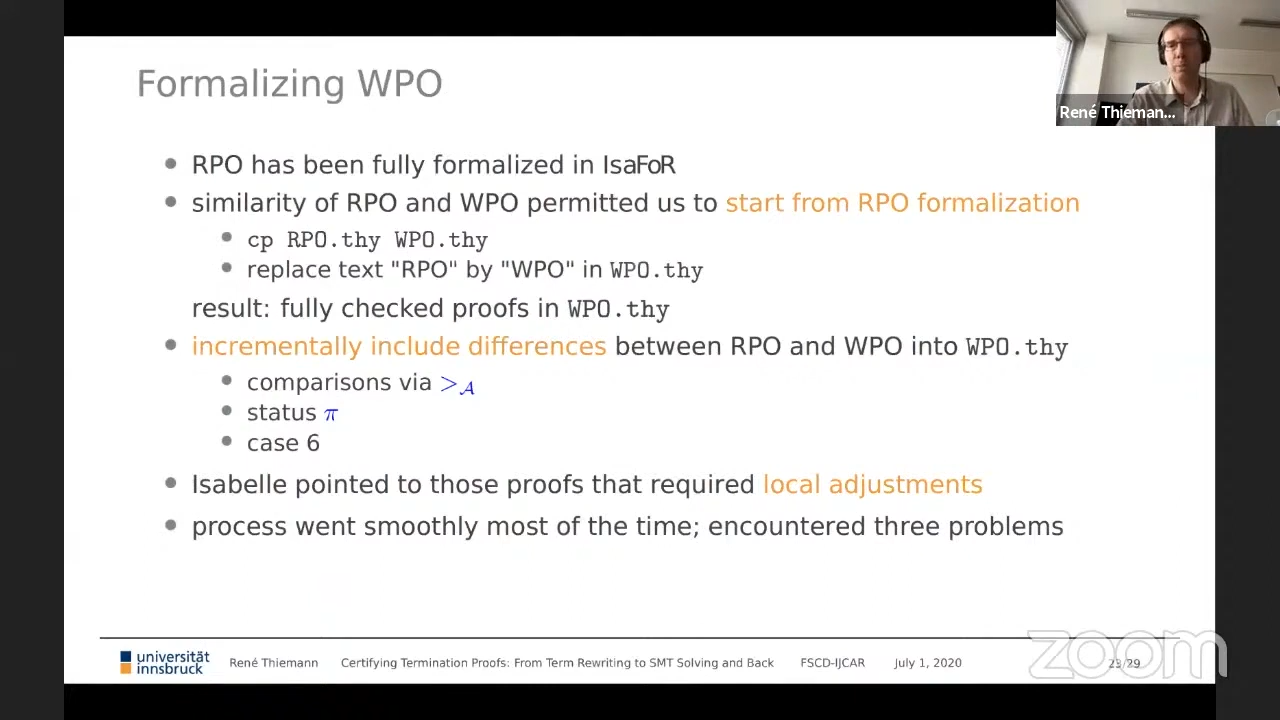 Formalizing WPO
René Thieman...
• RPO has been fully formalized in IsaFoR
• similarity of RPO and WPO permitted us to start from RPO formalization
• cp RPO.thy WPO.thy
• replace text "RPO" by "WPO" in WPO.thy
result: fully checked proofs in WPO.thy
• incrementally include differences between RPO and WPO into WPO.thy
• comparisons via >𝒜
• status π
• case 6
• Isabelle pointed to those proofs that required local adjustments
• process went smoothly most of the time; encountered three problems
universität
innsbruck
René Thiemann Certifying Termination Proofs: From Term Rewriting to SMT Solving and Back FSCD-IJCAR July 1, 2020 23/29
zoom